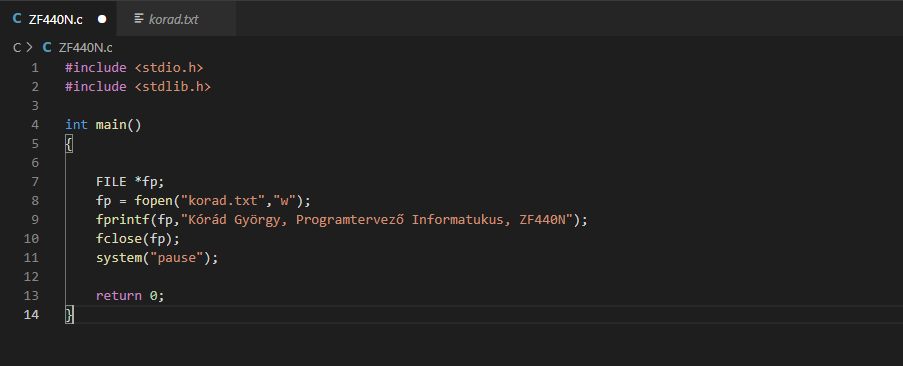 ZF440N.c korad.txt
C > ZF440N.c
1 #include <stdio.h>
2 #include <stdlib.h>
3
4 int main()
5 {
6
7 FILE *fp;
8 fp = fopen("korad.txt","w");
9 fprintf(fp,"Kórád György, Programtervező Informatukus, ZF440N");
10 fclose(fp);
11 system("pause");
12
13 return 0;
14 }